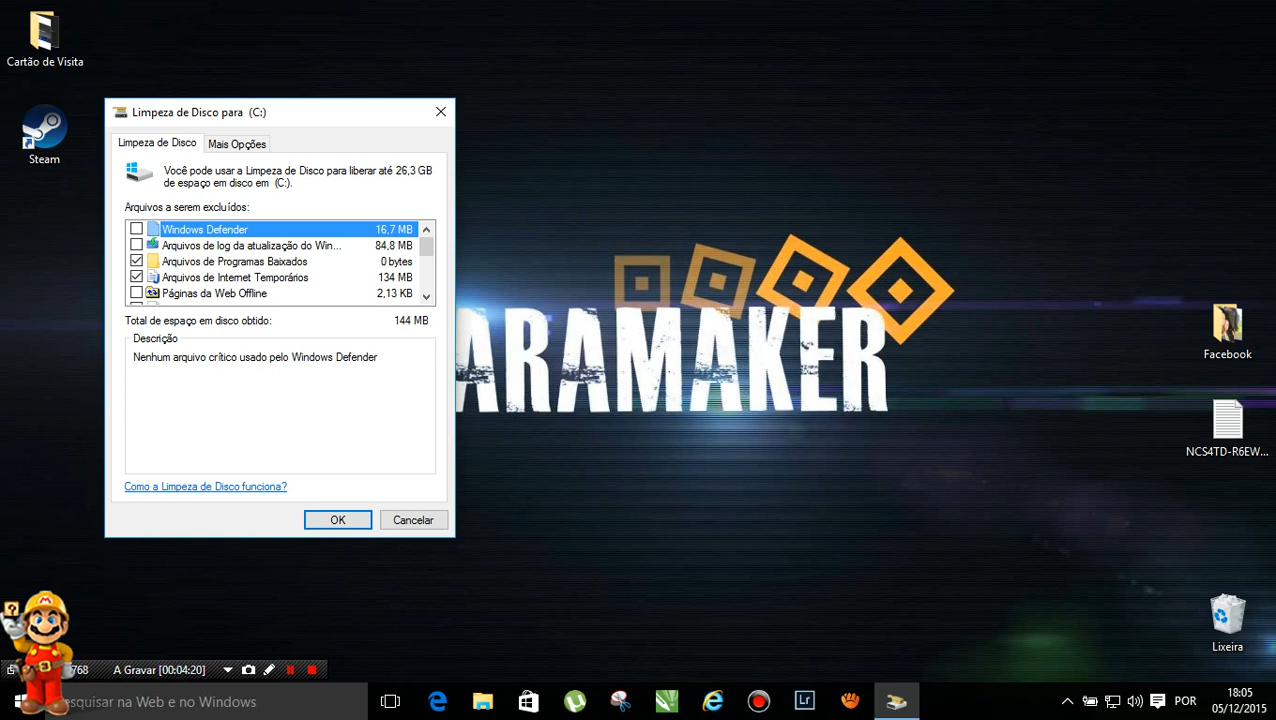 Cartão de Visita
Steam
Limpeza de Disco para  (C:)
Limpeza de Disco
Mais Opções
Você pode usar a Limpeza de Disco para liberar até 26,3 GB
de espaço em disco em  (C:).
Arquivos a serem excluídos:
Windows Defender 16,7 MB
Arquivos de log da atualização do Win... 84,8 MB
Arquivos de Programas Baixados 0 bytes
Arquivos de Internet Temporários 134 MB
Páginas da Web Offline 2,13 KB
Total de espaço em disco obtido: 144 MB
Descrição
Nenhum arquivo crítico usado pelo Windows Defender
Como a Limpeza de Disco funciona?
OK Cancelar
ARAMAKER
Facebook
NCS4TD-R6EW...
Lixeira
768 A Gravar [00:04:20]
esquisar na Web e no Windows
Lr
POR
18:05
05/12/2015